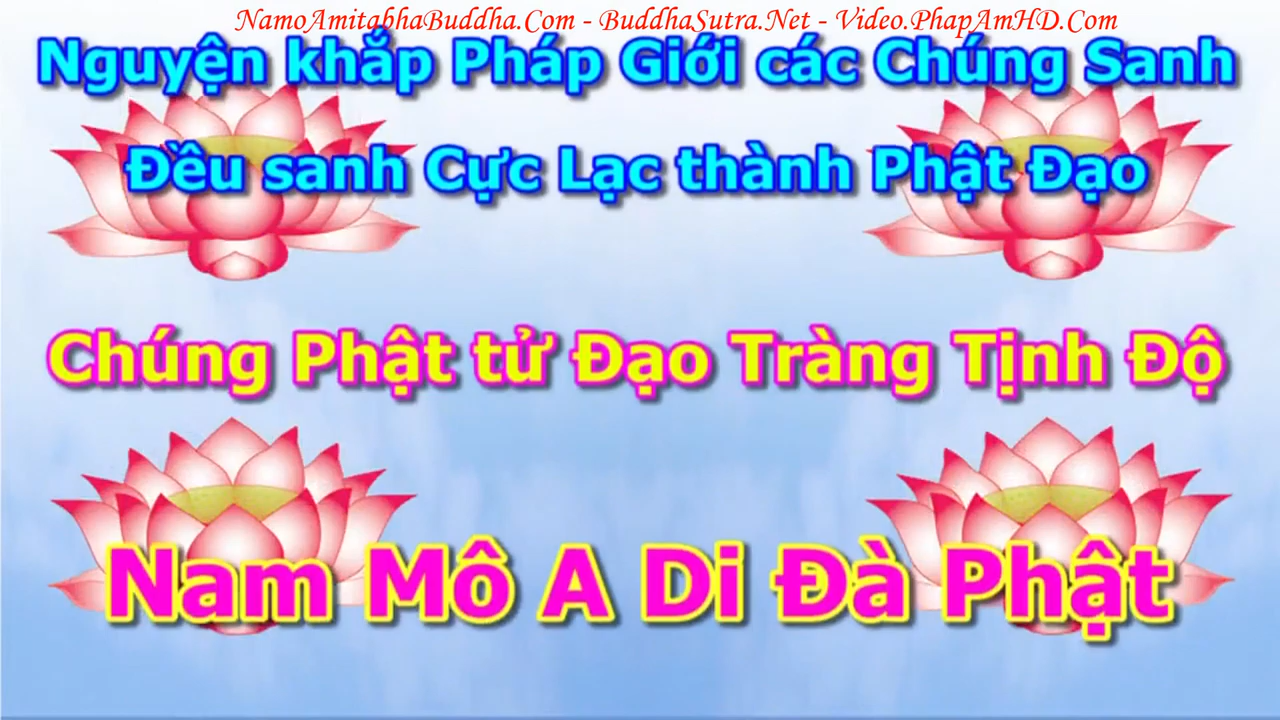 NamoAmitabhaBuddha.Com - BuddhaSutra.Net - Video.PhapAmHD.Com
Nguyện khắp Pháp Giới các Chúng Sanh
Đều sanh Cực Lạc thành Phật Đạo
Chúng Phật tử Đạo Tràng Tịnh Độ
Nam Mô A Di Đà Phật